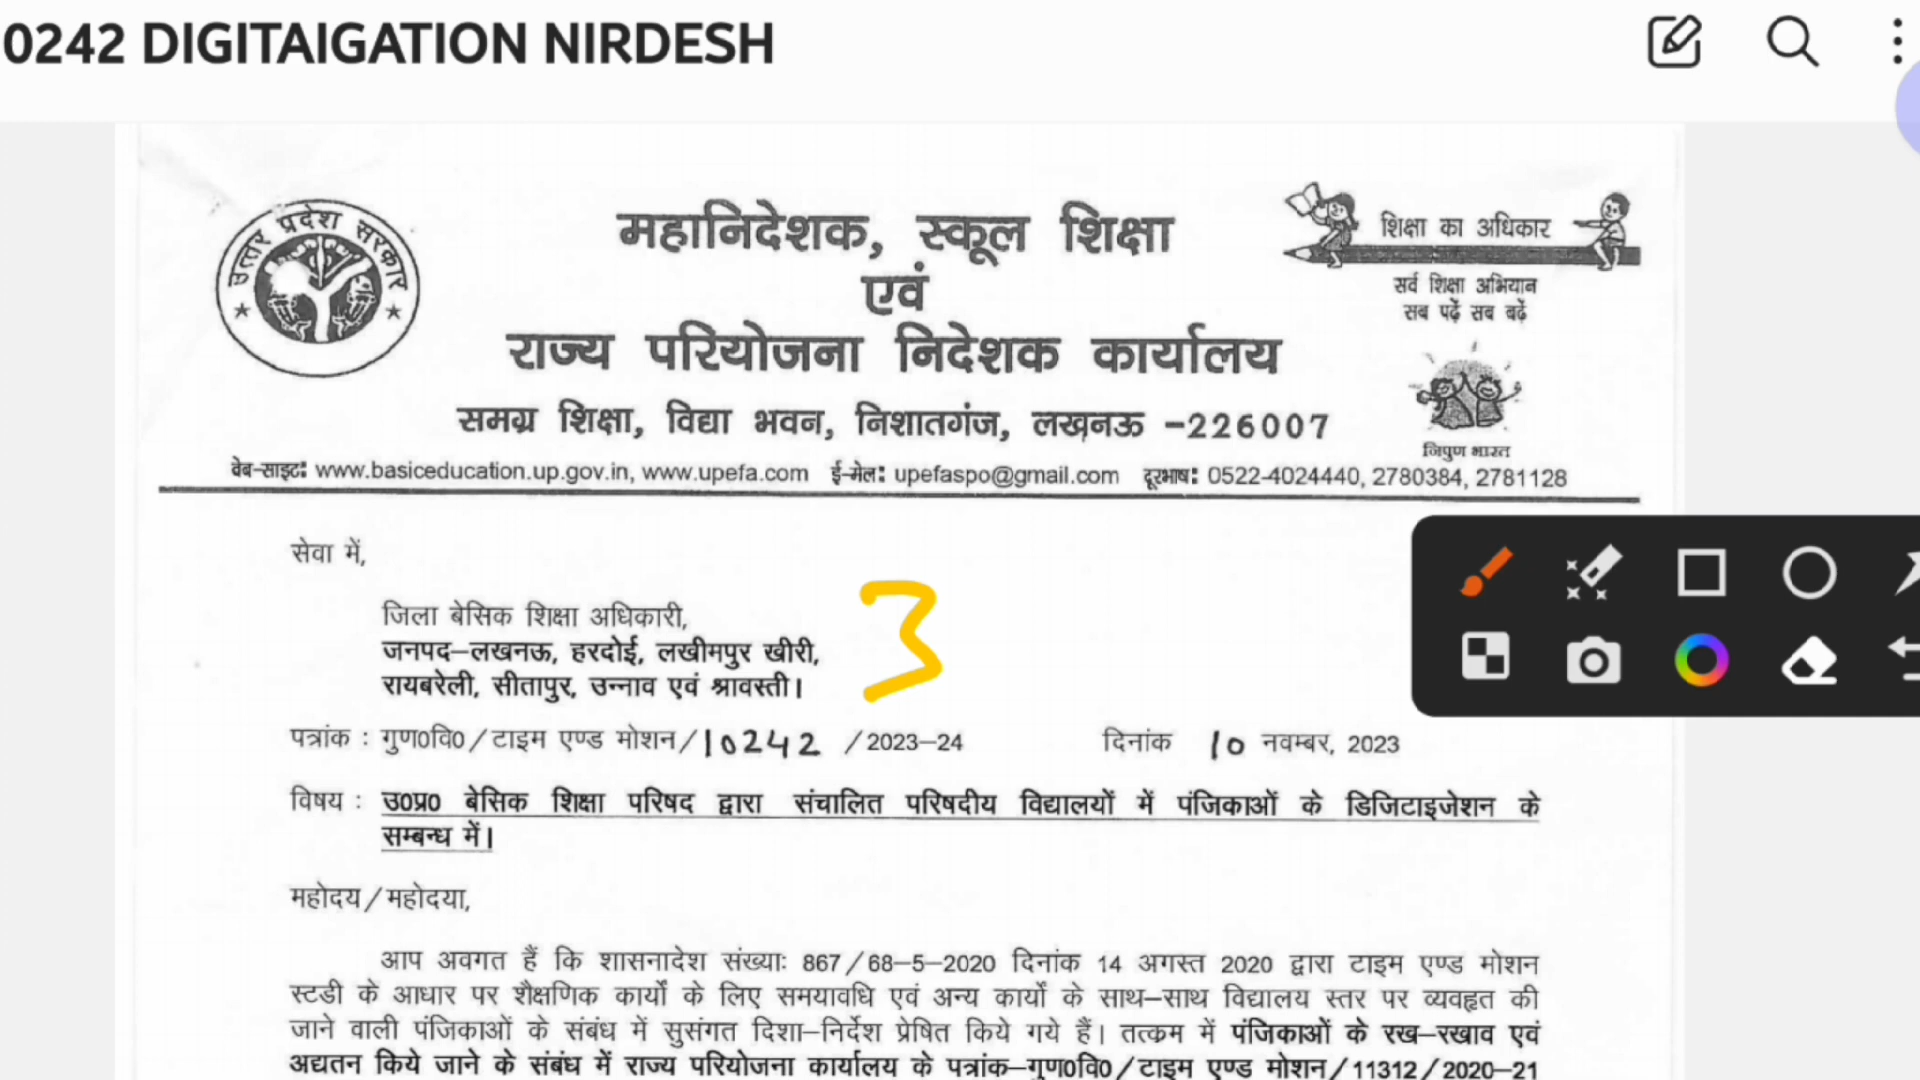 0242 DIGITAIGATION NIRDESH
उत्तर प्रदेश सरकार
महानिदेशक, स्कूल शिक्षा
एवं
राज्य परियोजना निदेशक कार्यालय
समग्र शिक्षा, विद्या भवन, निशातगंज, लखनऊ -226007
शिक्षा का अधिकार
सर्व शिक्षा अभियान
सब पढ़ें सब बढ़ें
निपुण भारत
वेब-साइट: www.basiceducation.up.gov.in, www.upefa.com ई-मेल: upefaspo@gmail.com दूरभाष: 0522-4024440, 2780384, 2781128
सेवा में,
जिला बेसिक शिक्षा अधिकारी,
जनपद–लखनऊ, हरदोई, लखीमपुर खीरी,
रायबरेली, सीतापुर, उन्नाव एवं श्रावस्ती।
3
पत्रांक : गुण0वि0/टाइम एण्ड मोशन/10242 /2023–24 दिनांक 10 नवम्बर, 2023
विषय : उ0प्र0 बेसिक शिक्षा परिषद द्वारा संचालित परिषदीय विद्यालयों में पंजिकाओं के डिजिटाइजेशन के
सम्बन्ध में।
महोदय/महोदया,
आप अवगत हैं कि शासनादेश संख्याः 867/68–5–2020 दिनांक 14 अगस्त 2020 द्वारा टाइम एण्ड मोशन
स्टडी के आधार पर शैक्षणिक कार्यों के लिए समयावधि एवं अन्य कार्यों के साथ–साथ विद्यालय स्तर पर व्यवहृत की
जाने वाली पंजिकाओं के संबंध में सुसंगत दिशा–निर्देश प्रेषित किये गये हैं। तत्क्रम में पंजिकाओं के रख–रखाव एवं
अद्यतन किये जाने के संबंध में राज्य परियोजना कार्यालय के पत्रांक–गुण0वि0/टाइम एण्ड मोशन/11312/2020–21